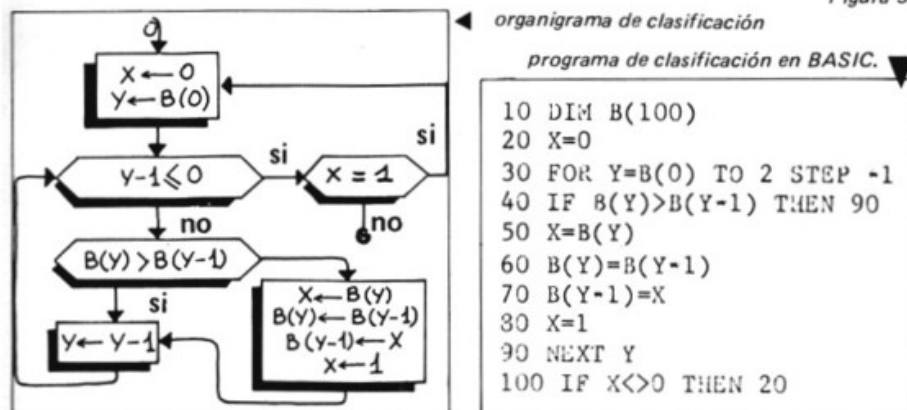 Figura 3
organigrama de clasificación
programa de clasificación en BASIC.
X ← 0
Y ← B(0)
Y-1 ⩽ 0
si
X = 1
si
no
no
B(Y) > B(Y-1)
si
X ← B(Y)
B(Y) ← B(Y-1)
B(Y-1) ← X
X ← 1
Y ← Y-1
10 DIM B(100)
20 X=0
30 FOR Y=B(0) TO 2 STEP -1
40 IF B(Y)>B(Y-1) THEN 90
50 X=B(Y)
60 B(Y)=B(Y-1)
70 B(Y-1)=X
80 X=1
90 NEXT Y
100 IF X<>0 THEN 20